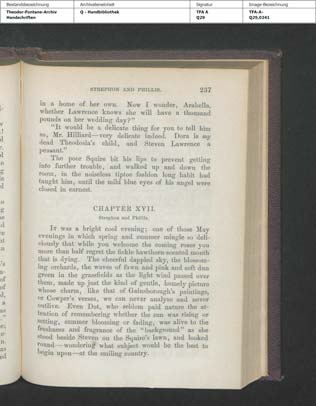 Bestandsbezeichnung Archivalieneinheit Signatur Image-Bezeichnung
Theodor-Fontane-Archiv Q - Handbibliothek TFA A TFA-A-
Handschriften Q29 Q29,0241
STREPHON AND PHILLIS. 237
in a home of her own. Now I wonder, Arabella,
whether Lawrence knows she will have a thousand
pounds on her wedding day?"
"It would be a delicate thing for you to tell him
so, Mr. Hilliard—very delicate indeed. Dora is my
dead Theodosia's child, and Steven Lawrence a
peasant."
The poor Squire bit his lips to prevent getting
into further trouble, and walked up and down the
room, in the noiseless tiptoe fashion long habit had
taught him, until the mild blue eyes of his angel were
closed in earnest.
CHAPTER XVII.
Strephon and Phillis.
It was a bright cool evening; one of those May
evenings in which spring and summer mingle so deli-
ciously that while you welcome the coming roses you
more than half regret the fickle hawthorn-scented month
that is dying. The cheerful dappled sky, the blossom-
ing orchards, the waves of fawn and pink and soft dun
green in the grassfields as the light wind passed over
them, made up just the kind of gentle, homely picture
whose charm, like that of Gainsborough's paintings,
or Cowper's verses, we can never analyse and never
outlive. Even Dot, who seldom paid nature the at-
tention of remembering whether the sun was rising or
setting, summer blooming or fading, was alive to the
freshness and fragrance of the "background" as she
stood beside Steven on the Squire's lawn, and looked
round—wondering what subject would be the best to
begin upon—at the smiling country.